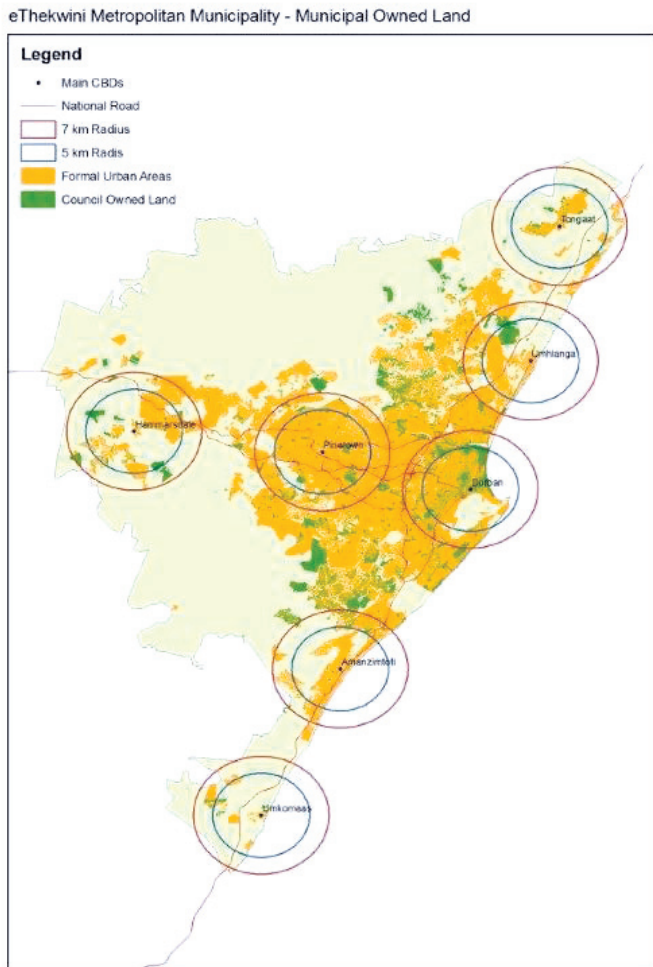 eThekwini Metropolitan Municipality - Municipal Owned Land
Legend
Main CBDs
National Road
7 km Radius
5 km Radis
Formal Urban Areas
Council Owned Land
Tongaat
Umhlanga
Hammarsdale
Pinetown
Durban
Amanzimtoti
Umkomaas